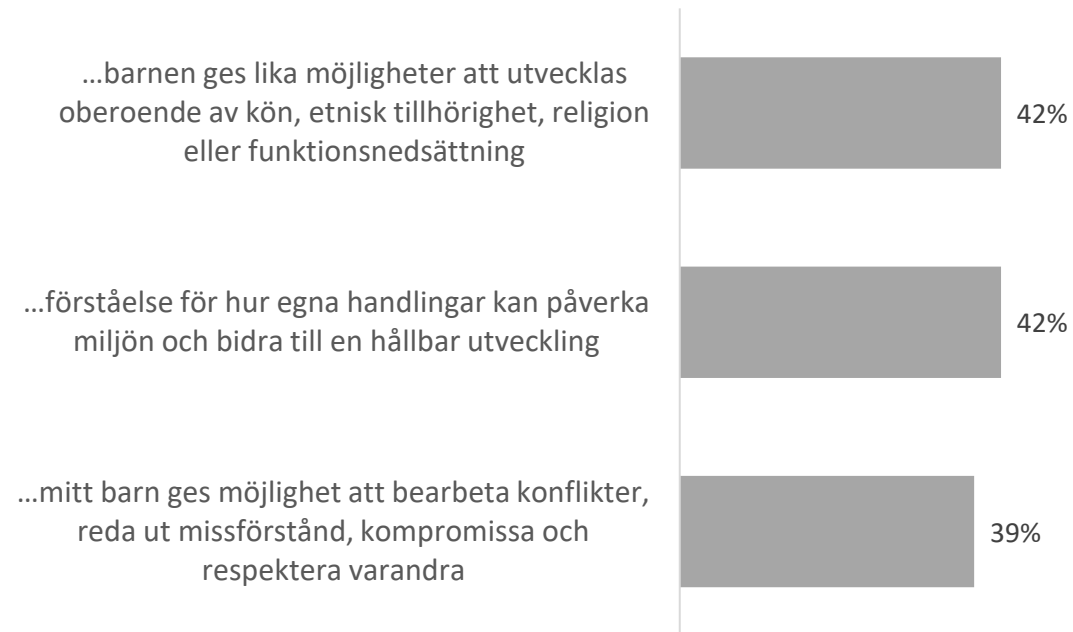 …barnen ges lika möjligheter att utvecklas
oberoende av kön, etnisk tillhörighet, religion
eller funktionsnedsättning
42%
…förståelse för hur egna handlingar kan påverka
miljön och bidra till en hållbar utveckling
42%
…mitt barn ges möjlighet att bearbeta konflikter,
reda ut missförstånd, kompromissa och
respektera varandra
39%